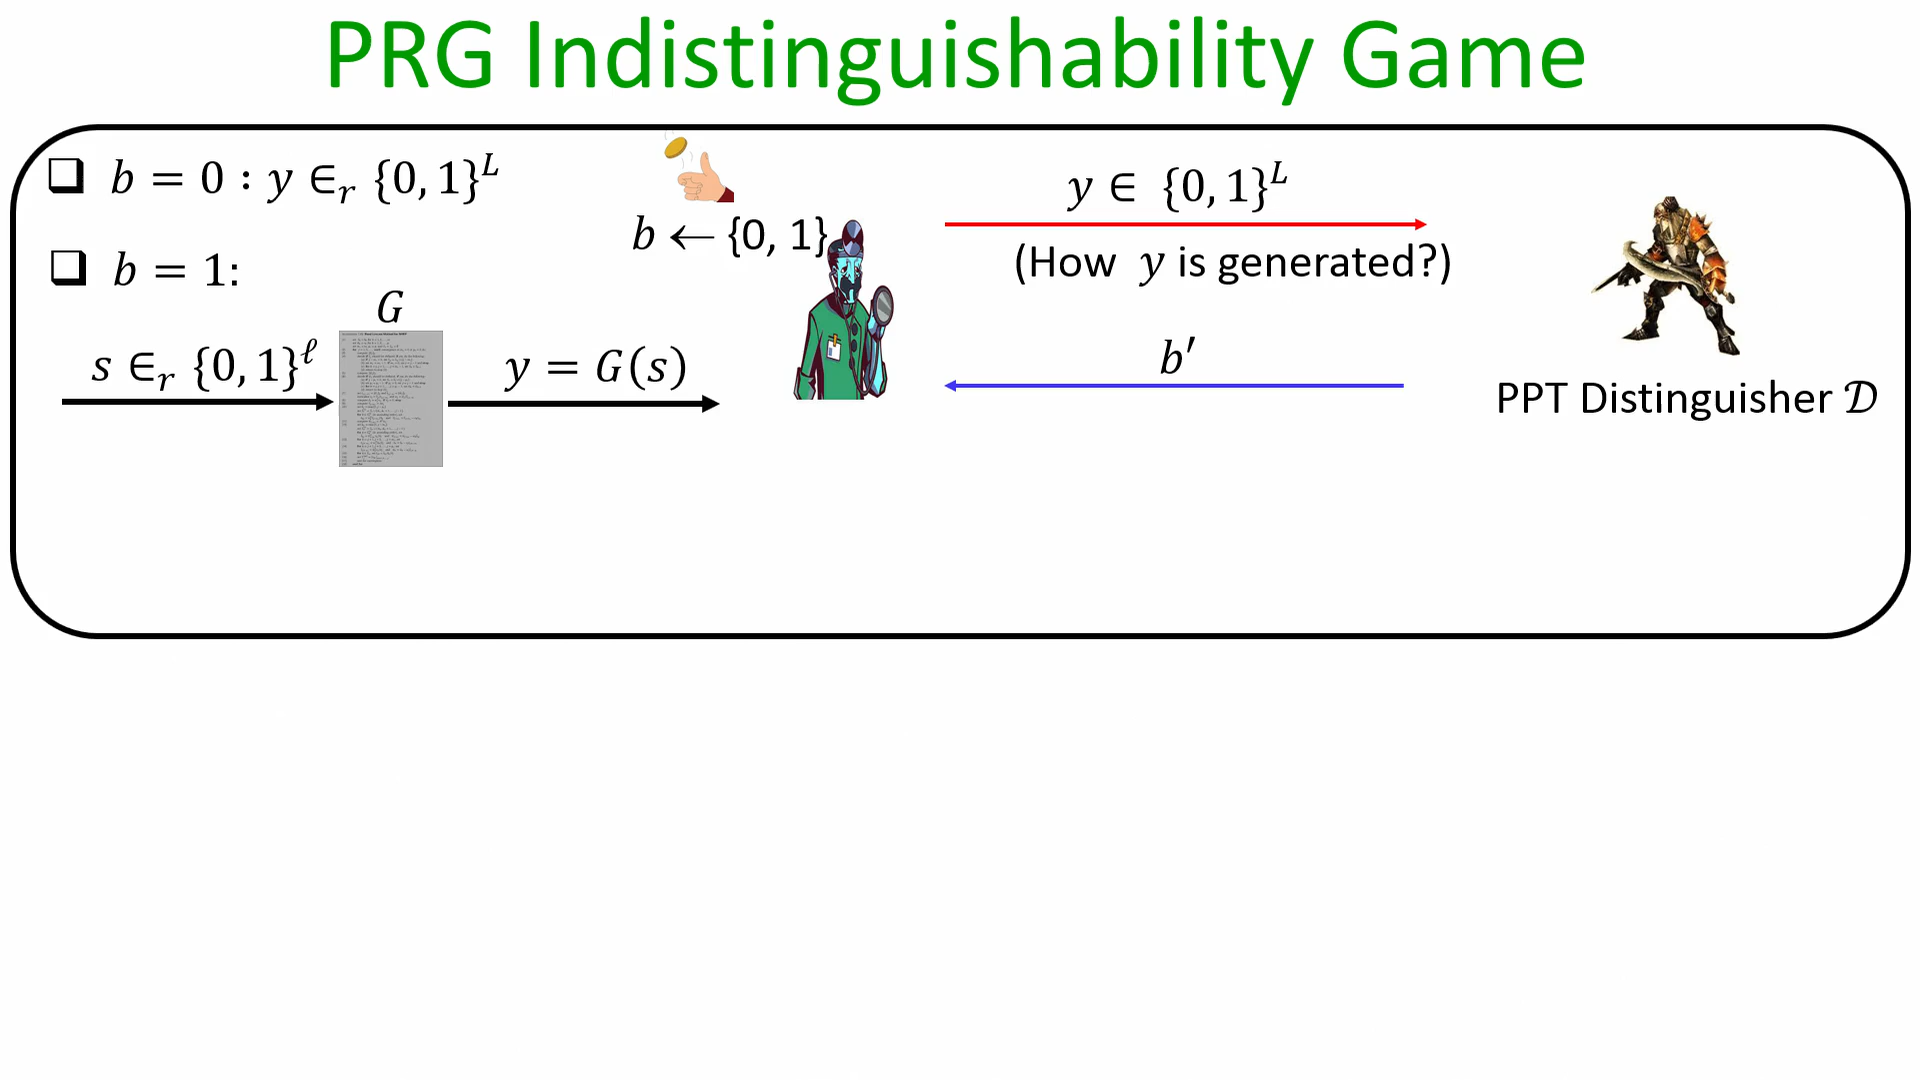 PRG Indistinguishability Game
❑ b = 0 : y ∈ᵣ {0, 1}ᴸ
b ← {0, 1}
❑ b = 1:
G
s ∈ᵣ {0, 1}^ℓ
y = G(s)
y ∈ {0, 1}ᴸ
(How y is generated?)
b′
PPT Distinguisher 𝒟